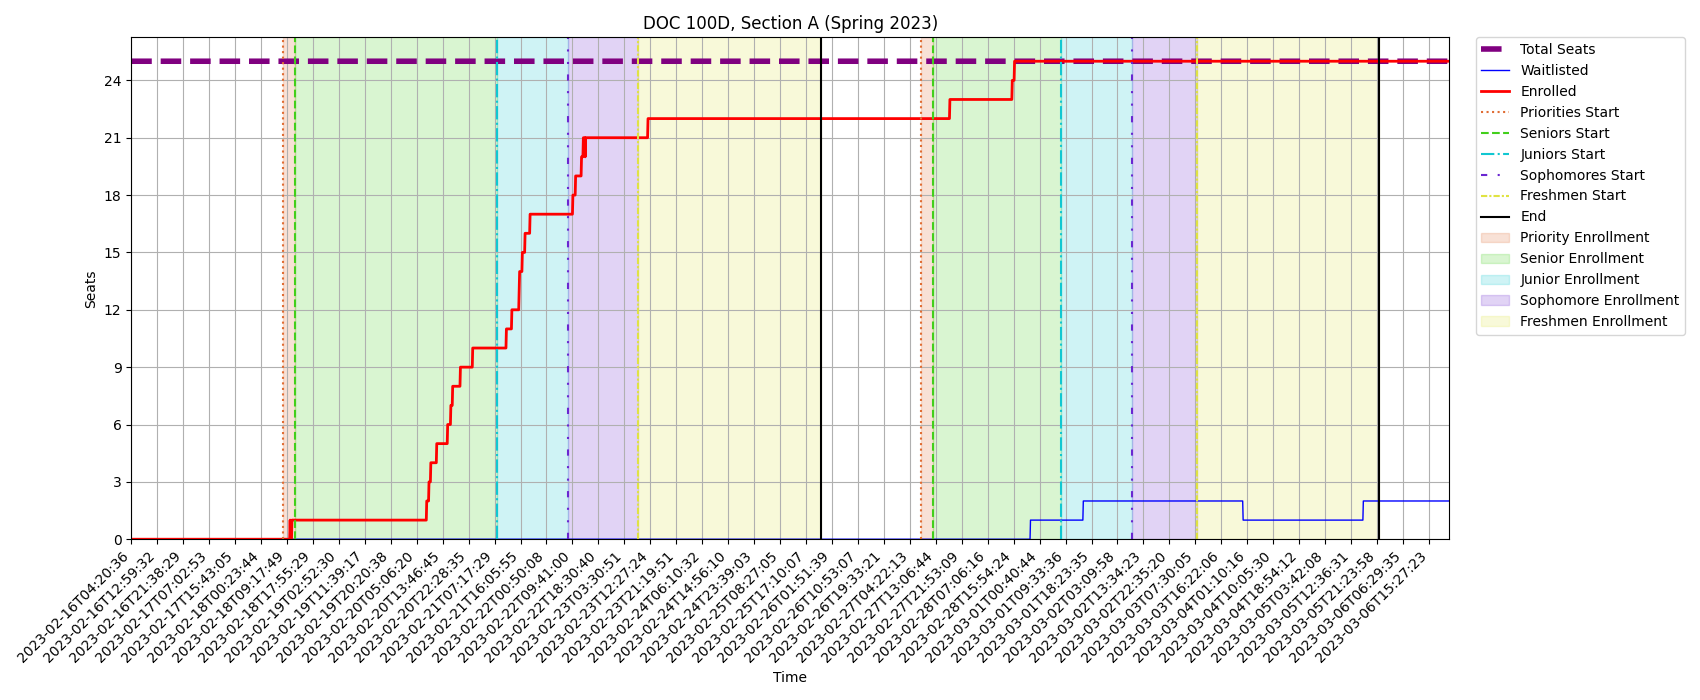 DOC 100D, Section A (Spring 2023)
Seats
24
21
18
15
12
9
6
3
0
2023-02-16T04:20:36
2023-02-16T12:59:32
2023-02-16T21:38:29
2023-02-17T07:02:53
2023-02-17T15:43:05
2023-02-18T00:23:44
2023-02-18T09:17:49
2023-02-18T17:55:29
2023-02-19T02:52:30
2023-02-19T11:39:17
2023-02-19T20:20:38
2023-02-20T05:06:20
2023-02-20T13:46:45
2023-02-20T22:28:35
2023-02-21T07:17:29
2023-02-21T16:05:55
2023-02-22T00:50:08
2023-02-22T09:41:00
2023-02-22T18:30:40
2023-02-23T03:30:51
2023-02-23T12:27:24
2023-02-23T21:19:51
2023-02-24T06:10:32
2023-02-24T14:56:10
2023-02-24T23:39:03
2023-02-25T08:27:05
2023-02-25T17:10:07
2023-02-26T01:51:39
2023-02-26T10:53:07
2023-02-26T19:33:21
2023-02-27T04:22:13
2023-02-27T13:06:44
2023-02-27T21:53:09
2023-02-28T07:06:16
2023-02-28T15:54:24
2023-03-01T00:40:44
2023-03-01T09:33:36
2023-03-01T18:23:35
2023-03-02T03:09:58
2023-03-02T13:34:23
2023-03-02T22:35:20
2023-03-03T07:30:05
2023-03-03T16:22:06
2023-03-04T01:10:16
2023-03-04T10:05:30
2023-03-04T18:54:12
2023-03-05T03:42:08
2023-03-05T12:36:31
2023-03-05T21:23:58
2023-03-06T06:29:35
2023-03-06T15:27:23
Time
Total Seats
Waitlisted
Enrolled
Priorities Start
Seniors Start
Juniors Start
Sophomores Start
Freshmen Start
End
Priority Enrollment
Senior Enrollment
Junior Enrollment
Sophomore Enrollment
Freshmen Enrollment